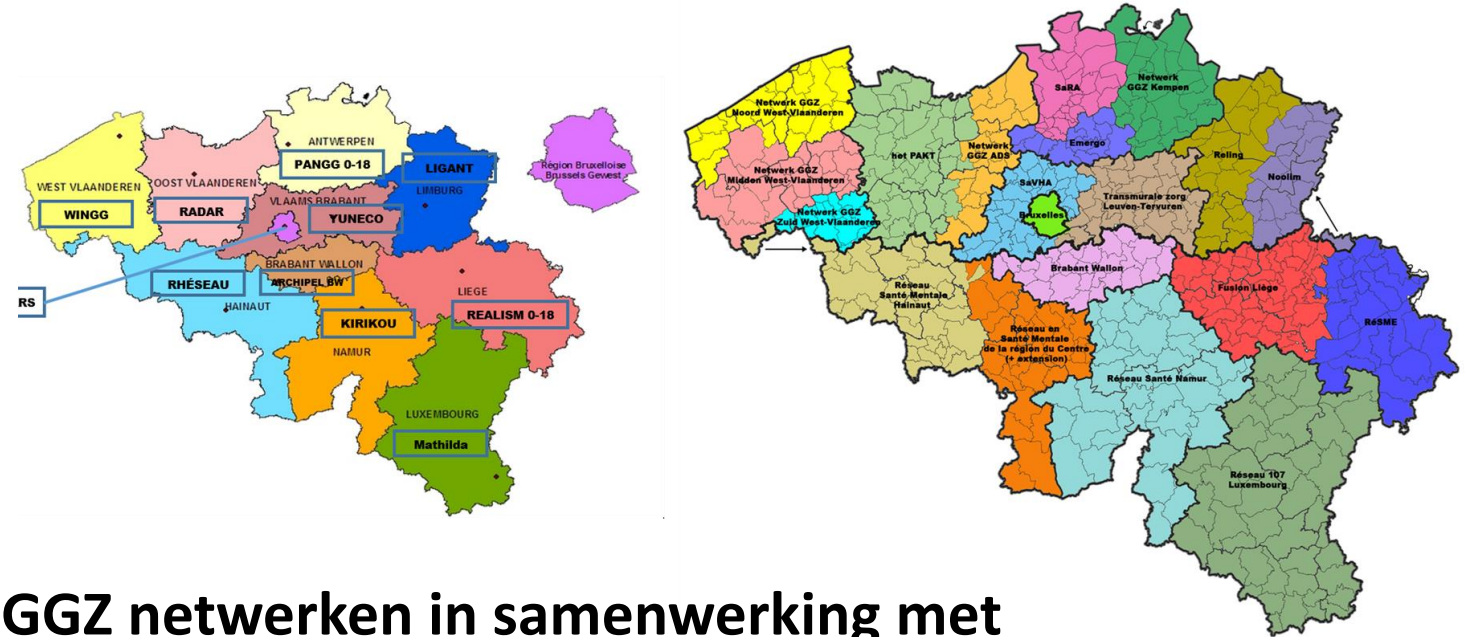 ANTWERPEN
PANGG 0-18
LIGANT
LIMBURG
Région Bruxelloise
Brussels Gewest
WEST VLAANDEREN
WINGG
OOST VLAANDEREN
RADAR
VLAAMS BRABANT
YUNECO
BRABANT WALLON
ARCHIPEL BW
RHÉSEAU
HAINAUT
RS
LIEGE
REALISM 0-18
KIRIKOU
NAMUR
LUXEMBOURG
Mathilda
SaRA
Netwerk
GGZ Kempen
Netwerk GGZ
Noord West-Vlaanderen
Netwerk GGZ
Midden West-Vlaanderen
Netwerk GGZ
Zuid West-Vlaanderen
het PAKT
Netwerk
GGZ ADS
Emergo
Reling
Noolim
SaVHA
Bruxelles
Transmurale zorg
Leuven-Tervuren
Brabant Wallon
Réseau
Santé Mentale
Hainaut
Réseau en
Santé Mentale
de la région du Centre
(+ extension)
Fusion Liège
RéSME
Réseau Santé Namur
Réseau 107
Luxembourg
GGZ netwerken in samenwerking met